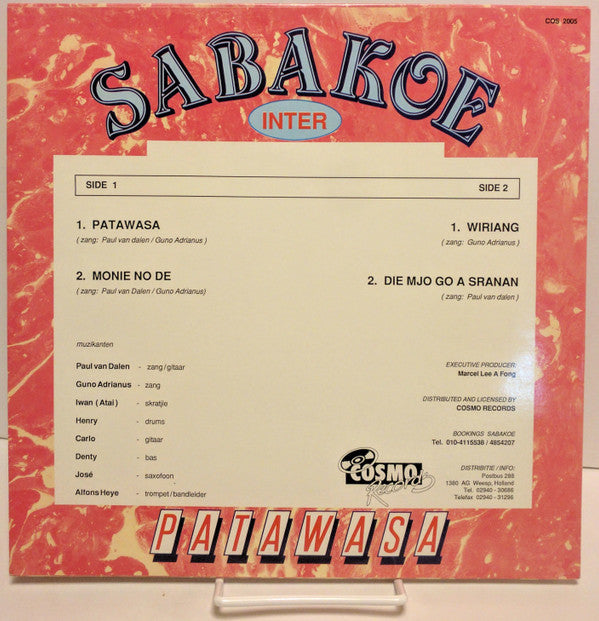 COS 2005
SABAKOE
INTER
SIDE 1
SIDE 2
1. PATAWASA
( zang: Paul van dalen / Guno Adrianus )
2. MONIE NO DE
( zang: Paul van Dalen / Guno Adrianus)
1. WIRIANG
( zang: Guno Adrianus )
2. DIE MJO GO A SRANAN
( zang: Paul van dalen )
muzikanten
Paul van Dalen - zang/gitaar
Guno Adrianus - zang
Iwan (Atai) - skratjie
Henry - drums
Carlo - gitaar
Denty - bas
José - saxofoon
Alfons Heye - trompet/bandleider
EXECUTIVE PRODUCER:
Marcel Lee A Fong
DISTRIBUTED AND LICENSED BY
COSMO RECORDS
BOOKINGS SABAKOE
Tel. 010-4115536 / 4854207
DISTRIBITIE / INFO:
Postbus 288
1380 AG Weesp, Holland
Tel. 02940 - 30686
Telefax 02940 - 31296
COSMO
Records
PATAWASA